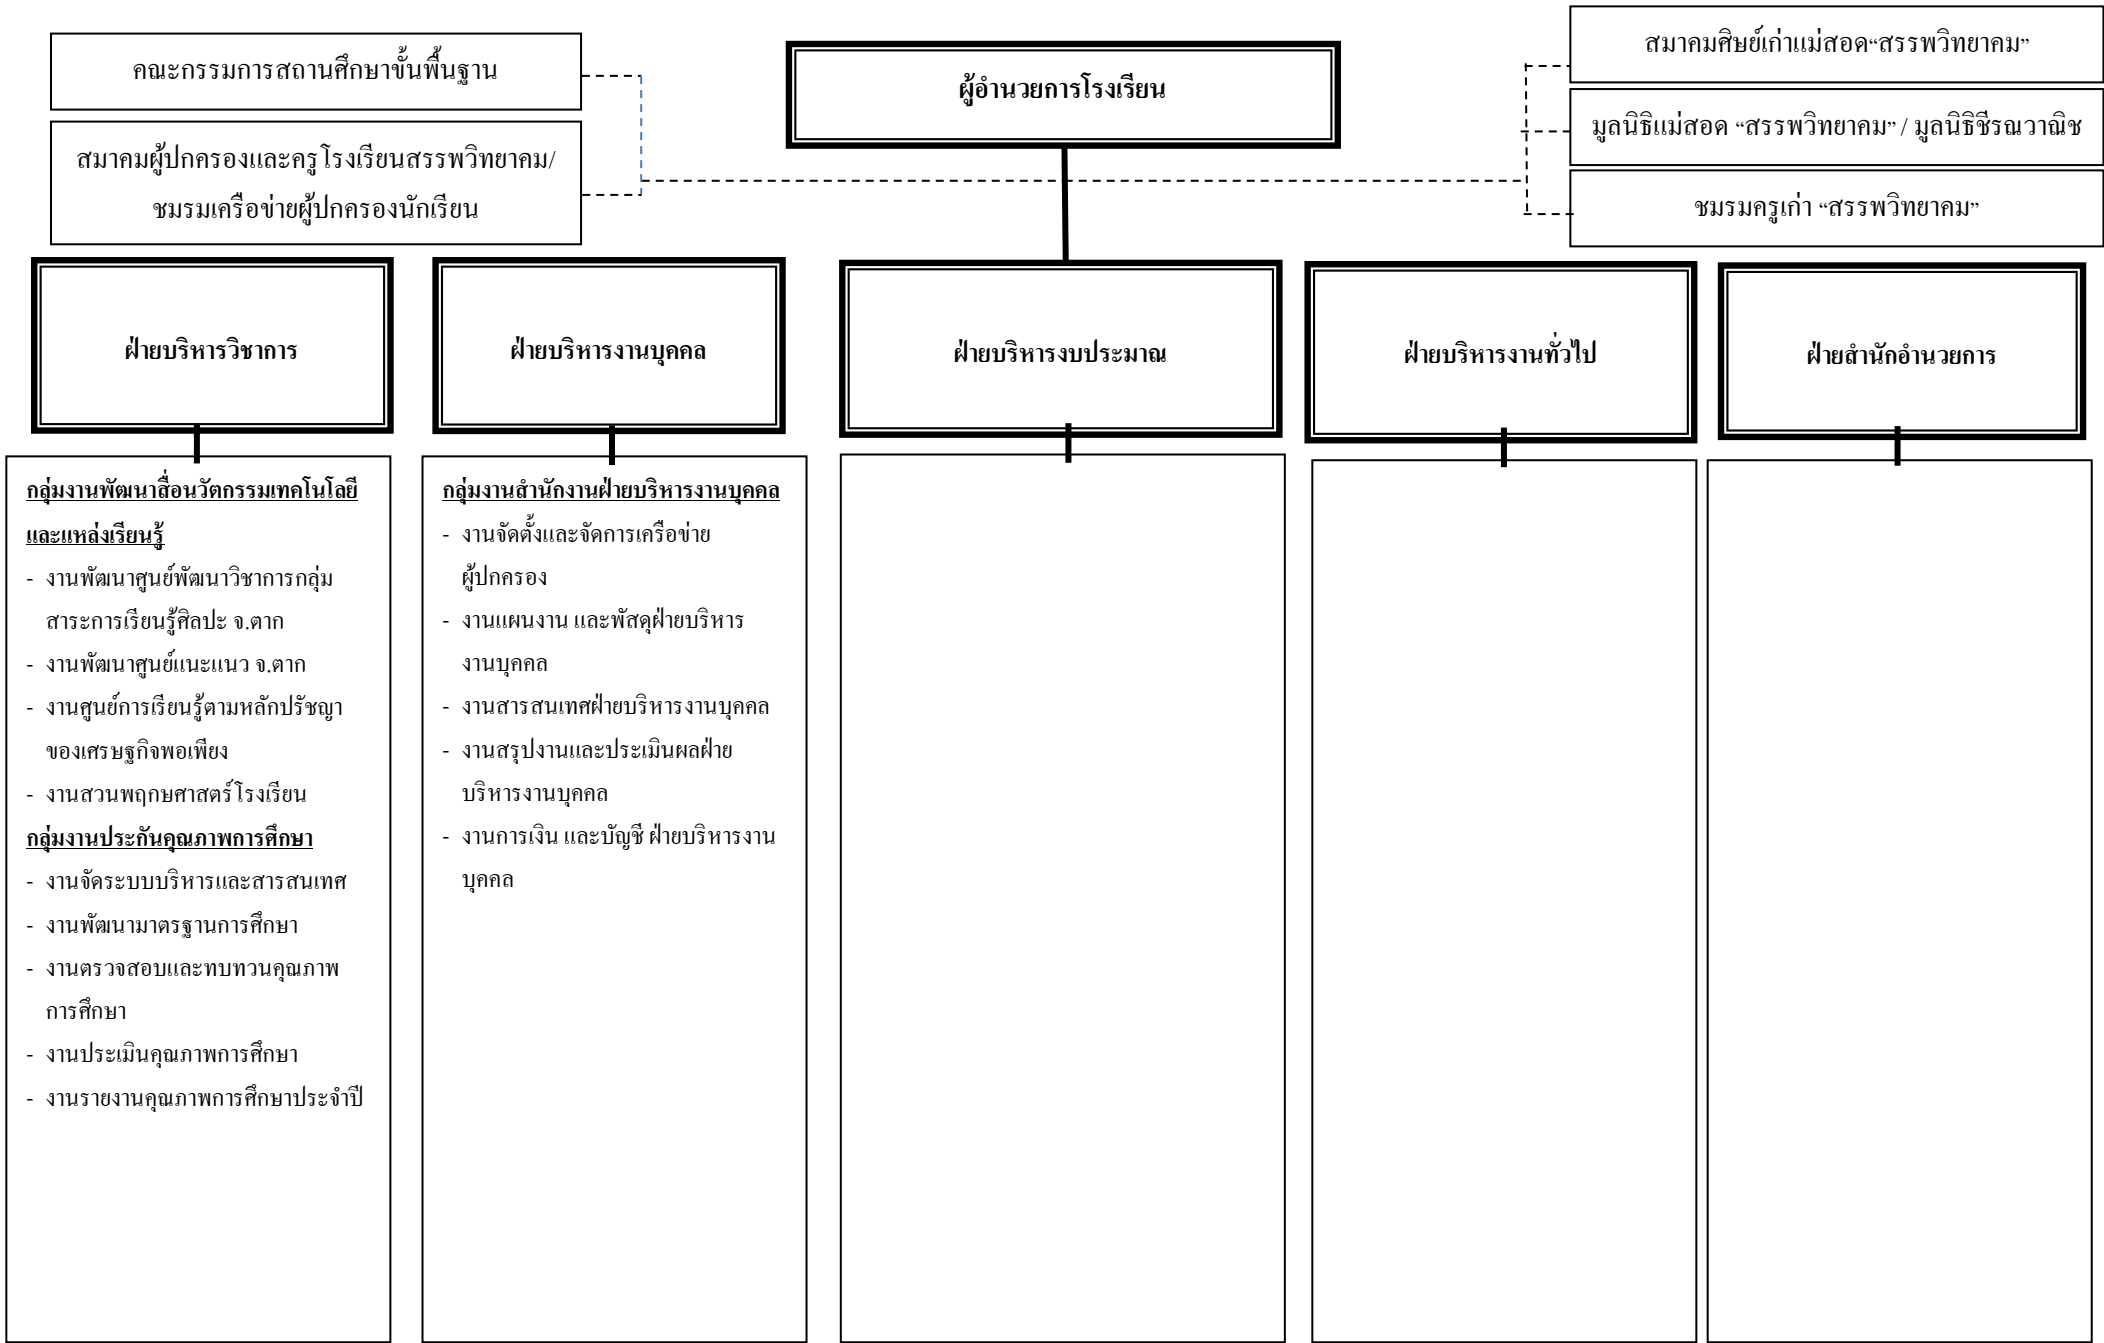 คณะกรรมการสถานศึกษาขั้นพื้นฐาน
สมาคมผู้ปกครองและครูโรงเรียนสรรพวิทยาคม/
ชมรมเครือข่ายผู้ปกครองนักเรียน
ผู้อำนวยการโรงเรียน
สมาคมศิษย์เก่าแม่สอด“สรรพวิทยาคม”
มูลนิธิแม่สอด “สรรพวิทยาคม” / มูลนิธิชีรณวาณิช
ชมรมครูเก่า “สรรพวิทยาคม”
ฝ่ายบริหารวิชาการ
ฝ่ายบริหารงานบุคคล
ฝ่ายบริหารงบประมาณ
ฝ่ายบริหารงานทั่วไป
ฝ่ายสำนักอำนวยการ
กลุ่มงานพัฒนาสื่อนวัตกรรมเทคโนโลยี
และแหล่งเรียนรู้
- งานพัฒนาศูนย์พัฒนาวิชาการกลุ่ม
สาระการเรียนรู้ศิลปะ จ.ตาก
- งานพัฒนาศูนย์แนะแนว จ.ตาก
- งานศูนย์การเรียนรู้ตามหลักปรัชญา
ของเศรษฐกิจพอเพียง
- งานสวนพฤกษศาสตร์โรงเรียน
กลุ่มงานประกันคุณภาพการศึกษา
- งานจัดระบบบริหารและสารสนเทศ
- งานพัฒนามาตรฐานการศึกษา
- งานตรวจสอบและทบทวนคุณภาพ
การศึกษา
- งานประเมินคุณภาพการศึกษา
- งานรายงานคุณภาพการศึกษาประจำปี
กลุ่มงานสำนักงานฝ่ายบริหารงานบุคคล
- งานจัดตั้งและจัดการเครือข่าย
ผู้ปกครอง
- งานแผนงาน และพัสดุฝ่ายบริหาร
งานบุคคล
- งานสารสนเทศฝ่ายบริหารงานบุคคล
- งานสรุปงานและประเมินผลฝ่าย
บริหารงานบุคคล
- งานการเงิน และบัญชี ฝ่ายบริหารงาน
บุคคล